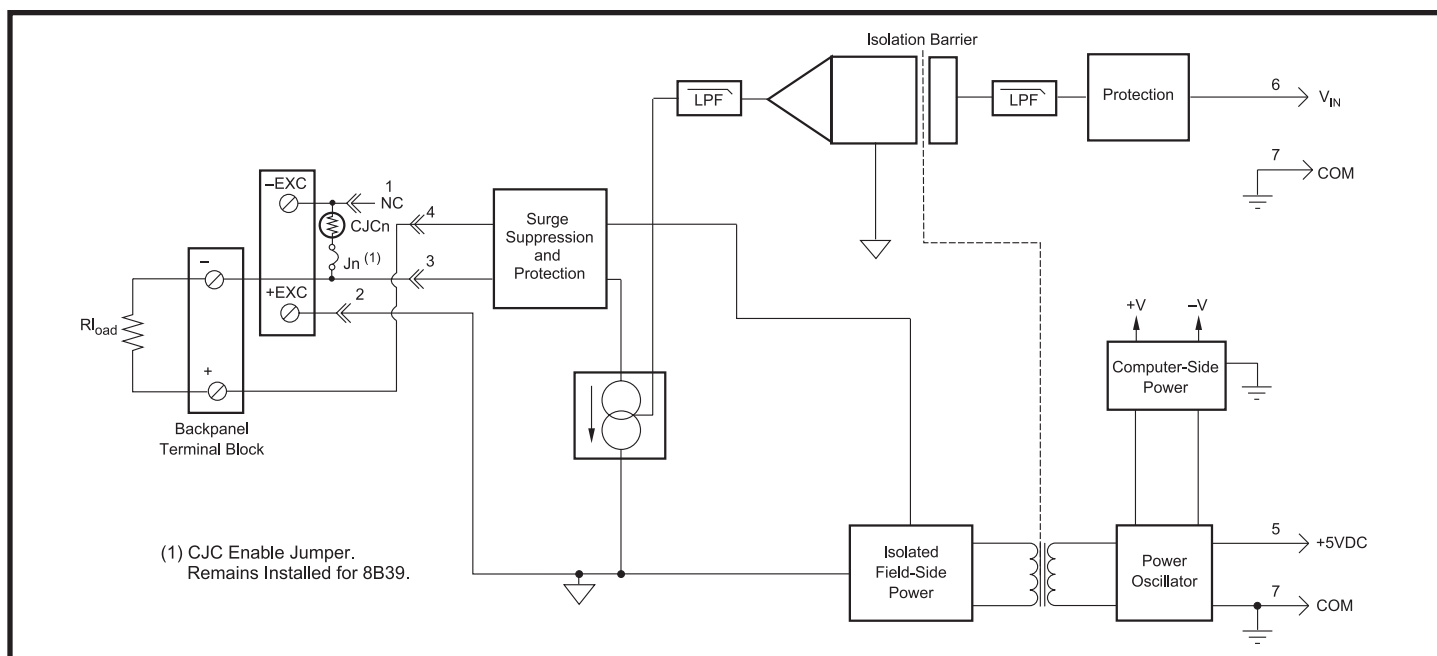 Isolation Barrier
LPF
LPF
Protection
6
VIN
7
COM
–EXC
1
NC
CJCn
Jn (1)
4
3
+EXC
2
Surge
Suppression
and
Protection
–
+
RIoad
Backpanel
Terminal Block
+V
–V
Computer-Side
Power
Isolated
Field-Side
Power
Power
Oscillator
5
+5VDC
7
COM
(1) CJC Enable Jumper.
Remains Installed for 8B39.